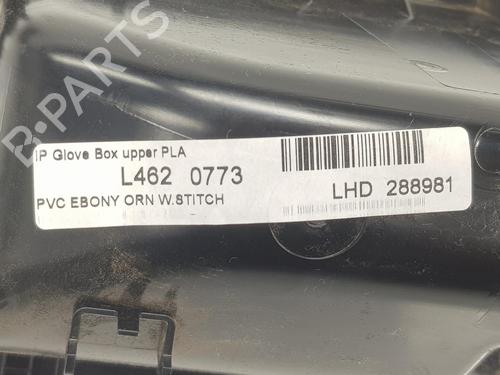 B-PARTS
IP Glove Box upper PLA
L462 0773
LHD 288981
PVC EBONY ORN W.STITCH